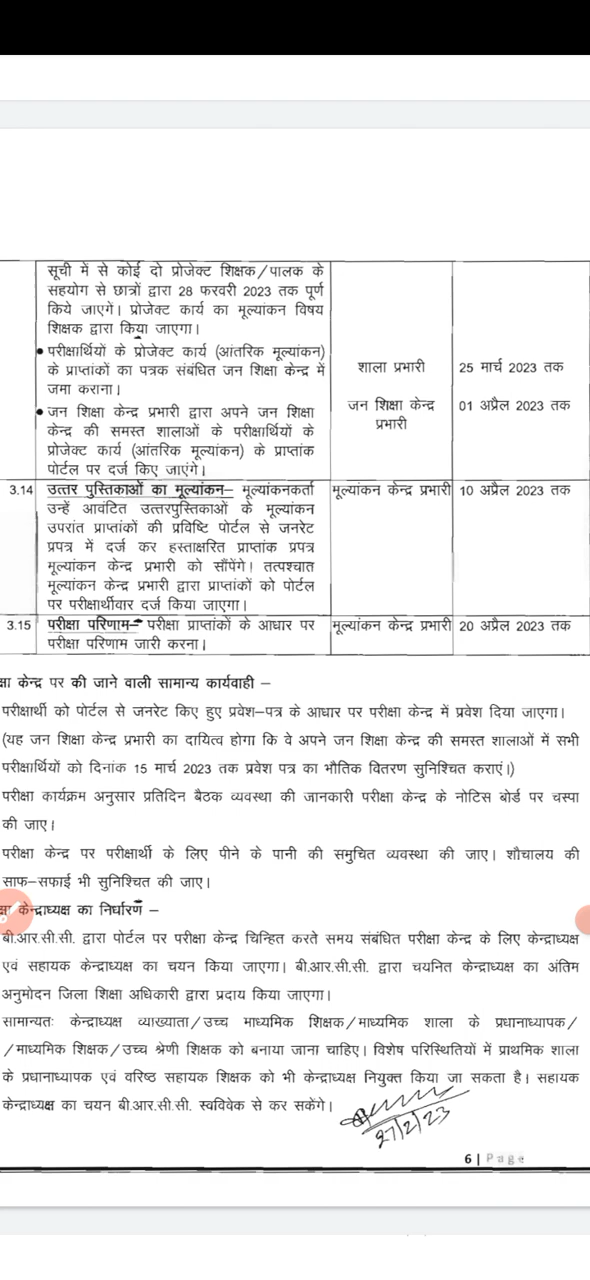 सूची में से कोई दो प्रोजेक्ट शिक्षक/पालक के
सहयोग से छात्रों द्वारा 28 फरवरी 2023 तक पूर्ण
किये जाएगें। प्रोजेक्ट कार्य का मूल्यांकन विषय
शिक्षक द्वारा किया जाएगा।
• परीक्षार्थियों के प्रोजेक्ट कार्य (आंतरिक मूल्यांकन)
के प्राप्तांकों का पत्रक संबंधित जन शिक्षा केन्द्र में
जमा कराना।
शाला प्रभारी
25 मार्च 2023 तक
• जन शिक्षा केन्द्र प्रभारी द्वारा अपने जन शिक्षा
केन्द्र की समस्त शालाओं के परीक्षार्थियों के
प्रोजेक्ट कार्य (आंतरिक मूल्यांकन) के प्राप्तांक
पोर्टल पर दर्ज किए जाएंगे।
जन शिक्षा केन्द्र
प्रभारी
01 अप्रैल 2023 तक
3.14
उत्तर पुस्तिकाओं का मूल्यांकन– मूल्यांकनकर्ता
उन्हें आवंटित उत्तरपुस्तिकाओं के मूल्यांकन
उपरांत प्राप्तांकों की प्रविष्टि पोर्टल से जनरेट
प्रपत्र में दर्ज कर हस्ताक्षरित प्राप्तांक प्रपत्र
मूल्यांकन केन्द्र प्रभारी को सौंपेंगे। तत्पश्चात
मूल्यांकन केन्द्र प्रभारी द्वारा प्राप्तांकों को पोर्टल
पर परीक्षार्थीवार दर्ज किया जाएगा।
मूल्यांकन केन्द्र प्रभारी
10 अप्रैल 2023 तक
3.15
परीक्षा परिणाम– परीक्षा प्राप्तांकों के आधार पर
परीक्षा परिणाम जारी करना।
मूल्यांकन केन्द्र प्रभारी
20 अप्रैल 2023 तक
क्षा केन्द्र पर की जाने वाली सामान्य कार्यवाही –
परीक्षार्थी को पोर्टल से जनरेट किए हुए प्रवेश–पत्र के आधार पर परीक्षा केन्द्र में प्रवेश दिया जाएगा।
(यह जन शिक्षा केन्द्र प्रभारी का दायित्व होगा कि वे अपने जन शिक्षा केन्द्र की समस्त शालाओं में सभी
परीक्षार्थियों को दिनांक 15 मार्च 2023 तक प्रवेश पत्र का भौतिक वितरण सुनिश्चित कराएं।)
परीक्षा कार्यक्रम अनुसार प्रतिदिन बैठक व्यवस्था की जानकारी परीक्षा केन्द्र के नोटिस बोर्ड पर चस्पा
की जाए।
परीक्षा केन्द्र पर परीक्षार्थी के लिए पीने के पानी की समुचित व्यवस्था की जाए। शौचालय की
साफ–सफाई भी सुनिश्चित की जाए।
केन्द्राध्यक्ष का निर्धारण –
बी.आर.सी.सी. द्वारा पोर्टल पर परीक्षा केन्द्र चिन्हित करते समय संबंधित परीक्षा केन्द्र के लिए केन्द्राध्यक्ष
एवं सहायक केन्द्राध्यक्ष का चयन किया जाएगा। बी.आर.सी.सी. द्वारा चयनित केन्द्राध्यक्ष का अंतिम
अनुमोदन जिला शिक्षा अधिकारी द्वारा प्रदाय किया जाएगा।
सामान्यतः केन्द्राध्यक्ष व्याख्याता/उच्च माध्यमिक शिक्षक/माध्यमिक शाला के प्रधानाध्यापक/
/माध्यमिक शिक्षक/उच्च श्रेणी शिक्षक को बनाया जाना चाहिए। विशेष परिस्थितियों में प्राथमिक शाला
के प्रधानाध्यापक एवं वरिष्ठ सहायक शिक्षक को भी केन्द्राध्यक्ष नियुक्त किया जा सकता है। सहायक
केन्द्राध्यक्ष का चयन बी.आर.सी.सी. स्वविवेक से कर सकेंगे।
27/2/23
6 | Page